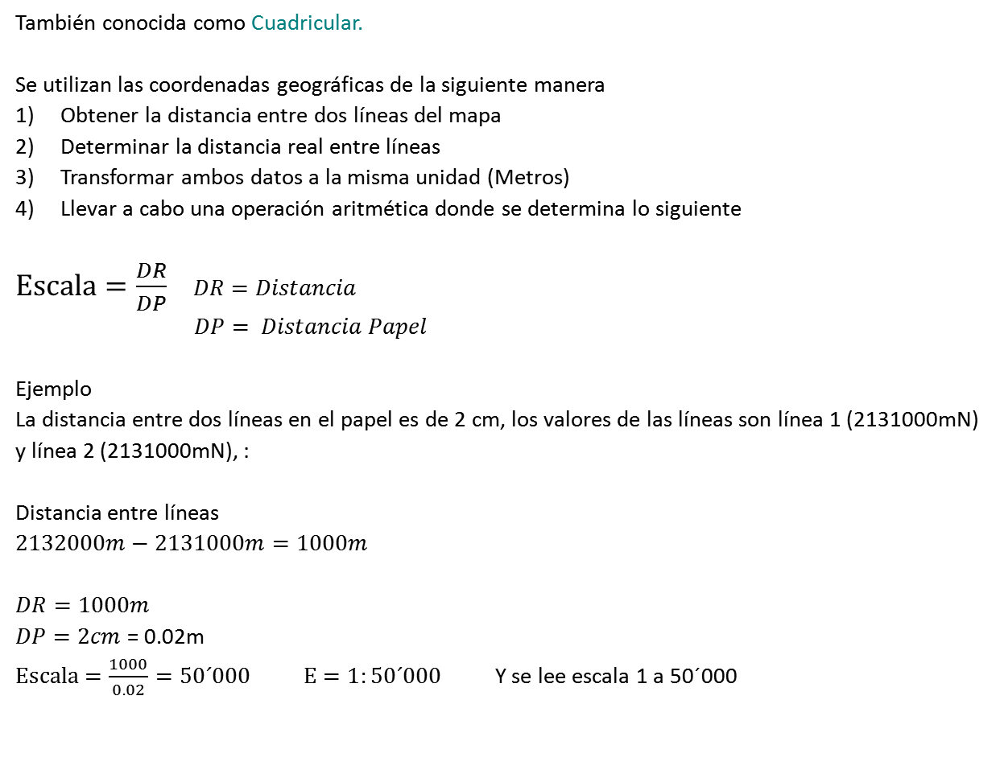 También conocida como Cuadricular.
Se utilizan las coordenadas geográficas de la siguiente manera
1) Obtener la distancia entre dos líneas del mapa
2) Determinar la distancia real entre líneas
3) Transformar ambos datos a la misma unidad (Metros)
4) Llevar a cabo una operación aritmética donde se determina lo siguiente
Escala = DR/DP DR = Distancia
DP = Distancia Papel
Ejemplo
La distancia entre dos líneas en el papel es de 2 cm, los valores de las líneas son línea 1 (2131000mN)
y línea 2 (2131000mN), :
Distancia entre líneas
2132000m − 2131000m = 1000m
DR = 1000m
DP = 2cm = 0.02m
Escala = 1000/0.02 = 50´000 E = 1: 50´000 Y se lee escala 1 a 50´000